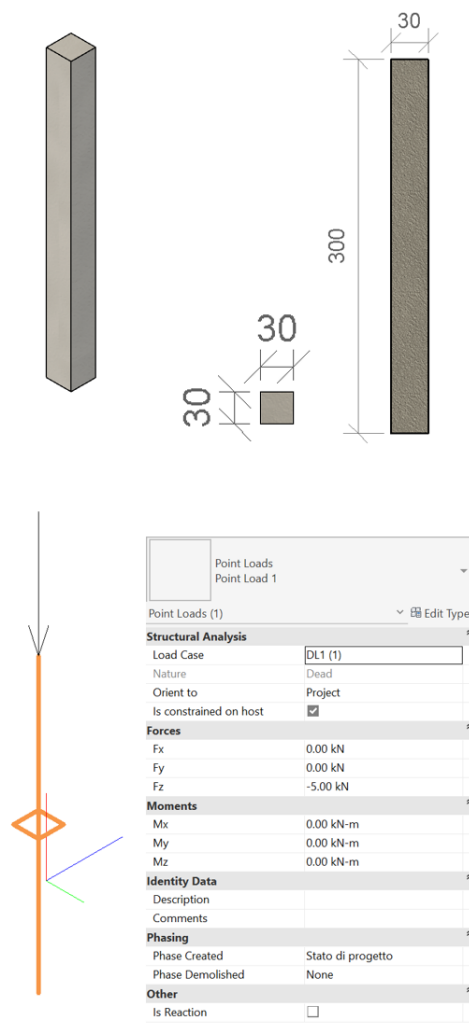 30
300
30
30
Point Loads
Point Load 1
Point Loads (1)
Edit Type
Structural Analysis
Load Case DL1 (1)
Nature Dead
Orient to Project
Is constrained on host
Forces
Fx 0.00 kN
Fy 0.00 kN
Fz -5.00 kN
Moments
Mx 0.00 kN-m
My 0.00 kN-m
Mz 0.00 kN-m
Identity Data
Description
Comments
Phasing
Phase Created Stato di progetto
Phase Demolished None
Other
Is Reaction